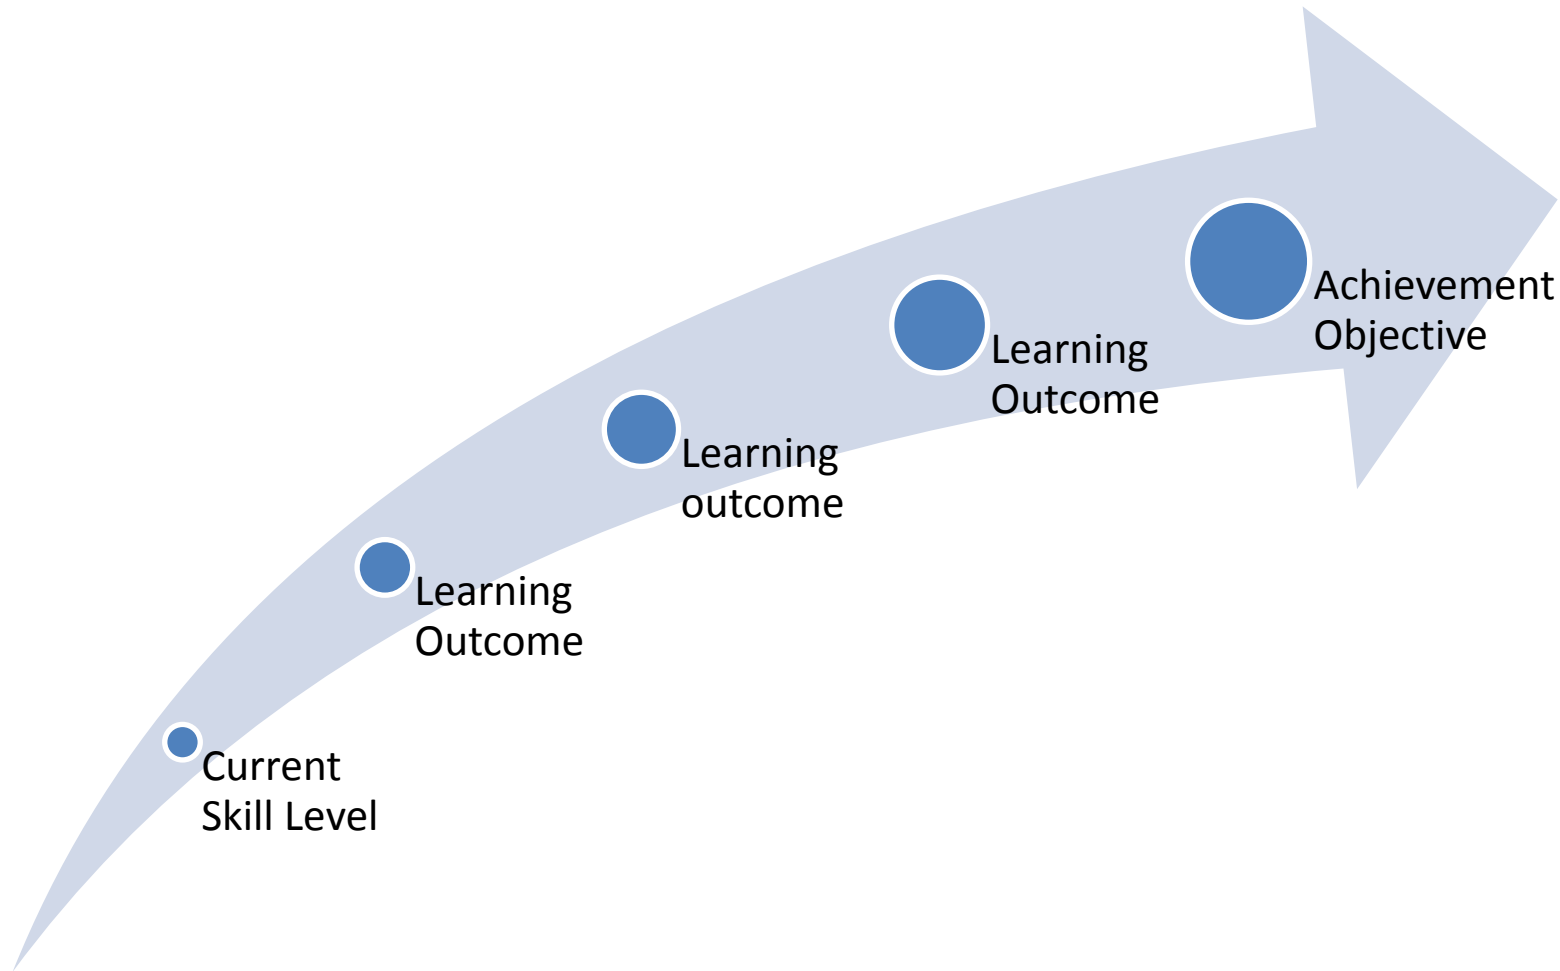 Achievement
Objective
Learning
Outcome
Learning
outcome
Learning
Outcome
Current
Skill Level